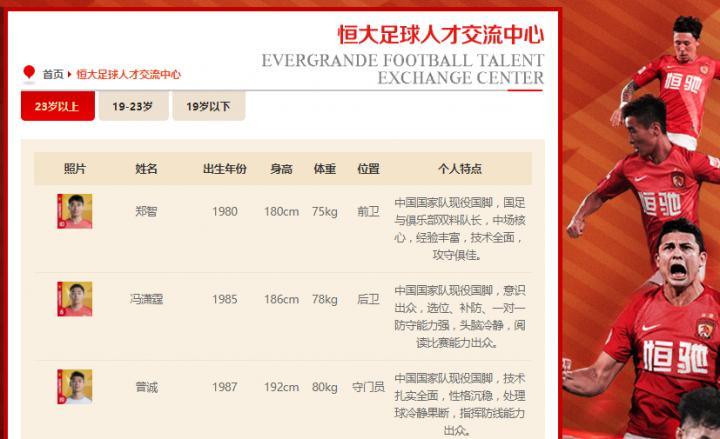 恒大足球人才交流中心
EVERGRANDE FOOTBALL TALENT
EXCHANGE CENTER
首页 恒大足球人才交流中心
23岁以上 19-23岁 19岁以下
照片 姓名 出生年份 身高 体重 位置 个人特点
郑智 1980 180cm 75kg 前卫
中国国家队现役国脚，国足
与俱乐部双料队长，中场核
心，经验丰富，技术全面，
攻守俱佳。
冯潇霆 1985 186cm 78kg 后卫
中国国家队现役国脚，意识
出众，选位、补防、一对一
防守能力强，头脑冷静，阅
读比赛能力出众。
曾诚 1987 192cm 80kg 守门员
中国国家队现役国脚，技术
扎实全面，性格沉稳，处理
球冷静果断，指挥防线能力
出众。
恒驰
恒驰
恒驰